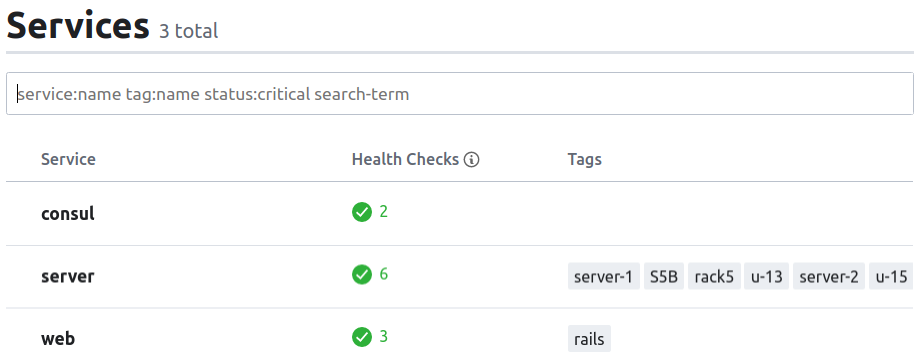 Services 3 total
service:name tag:name status:critical search-term
Service Health Checks Tags
consul 2
server 6 server-1 S5B rack5 u-13 server-2 u-15
web 3 rails